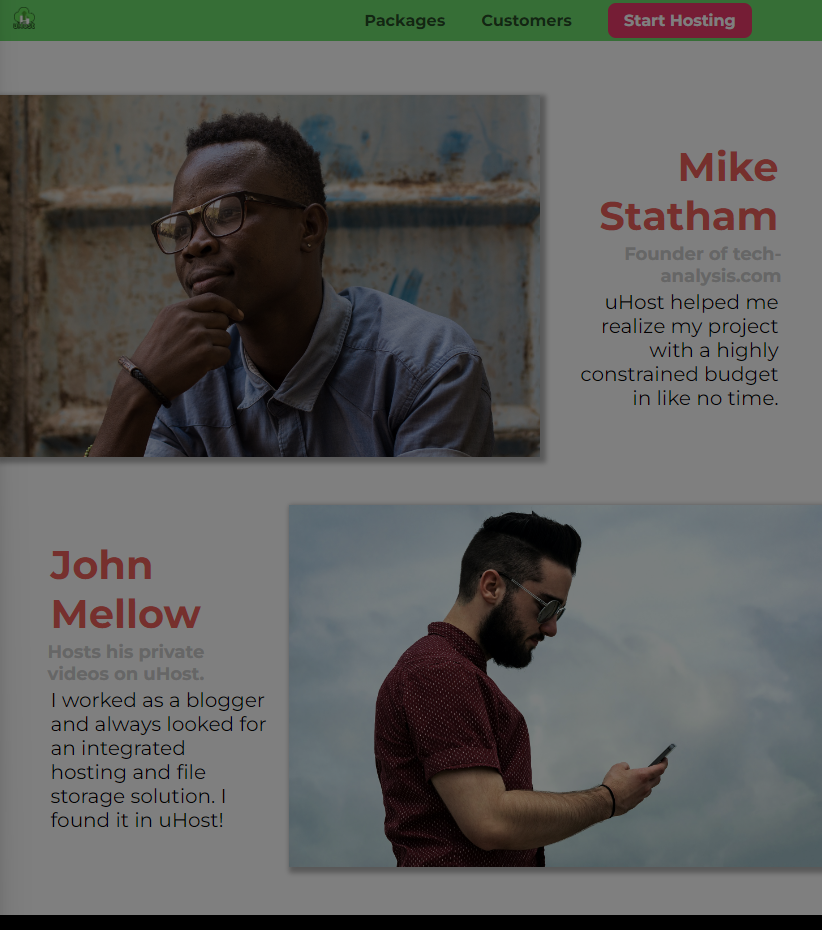 Packages
Customers
Start Hosting
Mike
Statham
Founder of tech-
analysis.com
uHost helped me
realize my project
with a highly
constrained budget
in like no time.
John
Mellow
Hosts his private
videos on uHost.
I worked as a blogger
and always looked for
an integrated
hosting and file
storage solution. I
found it in uHost!